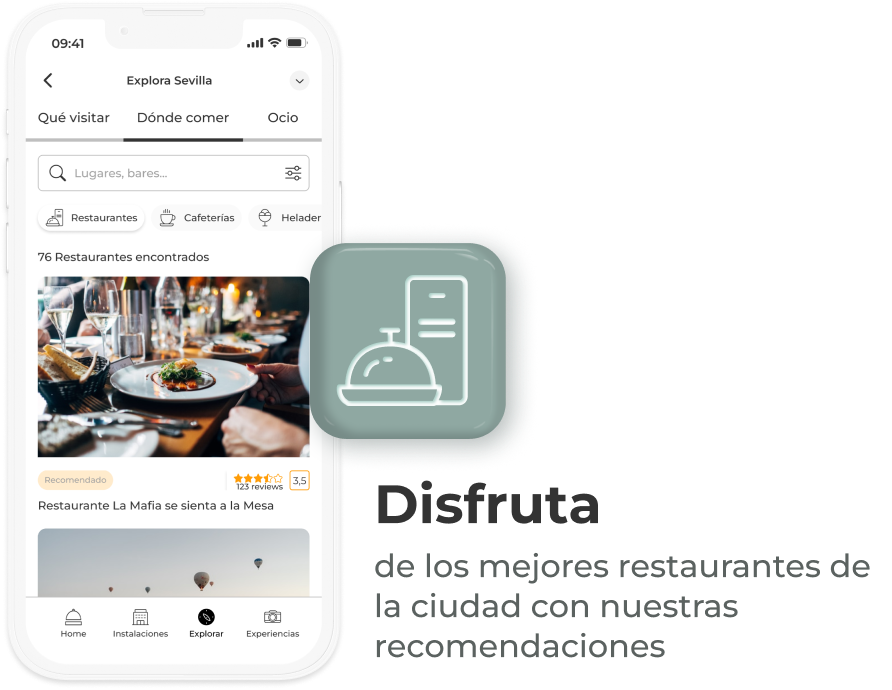 09:41
Explora Sevilla
Qué visitar Dónde comer Ocio
Lugares, bares...
Restaurantes Cafeterías Helader
76 Restaurantes encontrados
Recomendado
123 reviews 3,5
Restaurante La Mafia se sienta a la Mesa
Home Instalaciones Explorar Experiencias
Disfruta
de los mejores restaurantes de
la ciudad con nuestras
recomendaciones